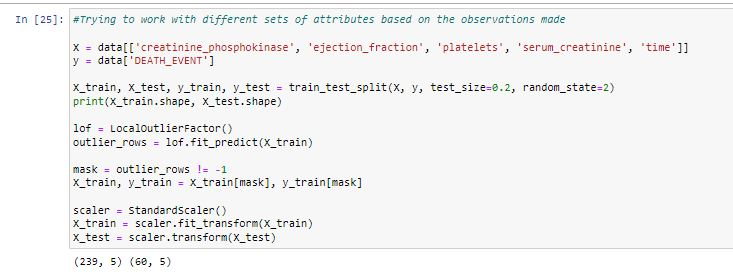 In [25]: #Trying to work with different sets of attributes based on the observations made
X = data[['creatinine_phosphokinase', 'ejection_fraction', 'platelets', 'serum_creatinine', 'time']]
y = data['DEATH_EVENT']
X_train, X_test, y_train, y_test = train_test_split(X, y, test_size=0.2, random_state=2)
print(X_train.shape, X_test.shape)
lof = LocalOutlierFactor()
outlier_rows = lof.fit_predict(X_train)
mask = outlier_rows != -1
X_train, y_train = X_train[mask], y_train[mask]
scaler = StandardScaler()
X_train = scaler.fit_transform(X_train)
X_test = scaler.transform(X_test)
(239, 5) (60, 5)